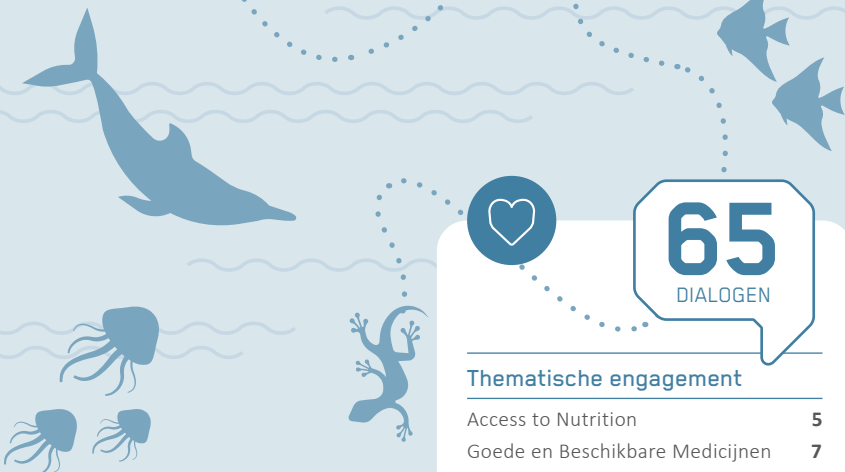 65
DIALOGEN
Thematische engagement
Access to Nutrition 5
Goede en Beschikbare Medicijnen 7